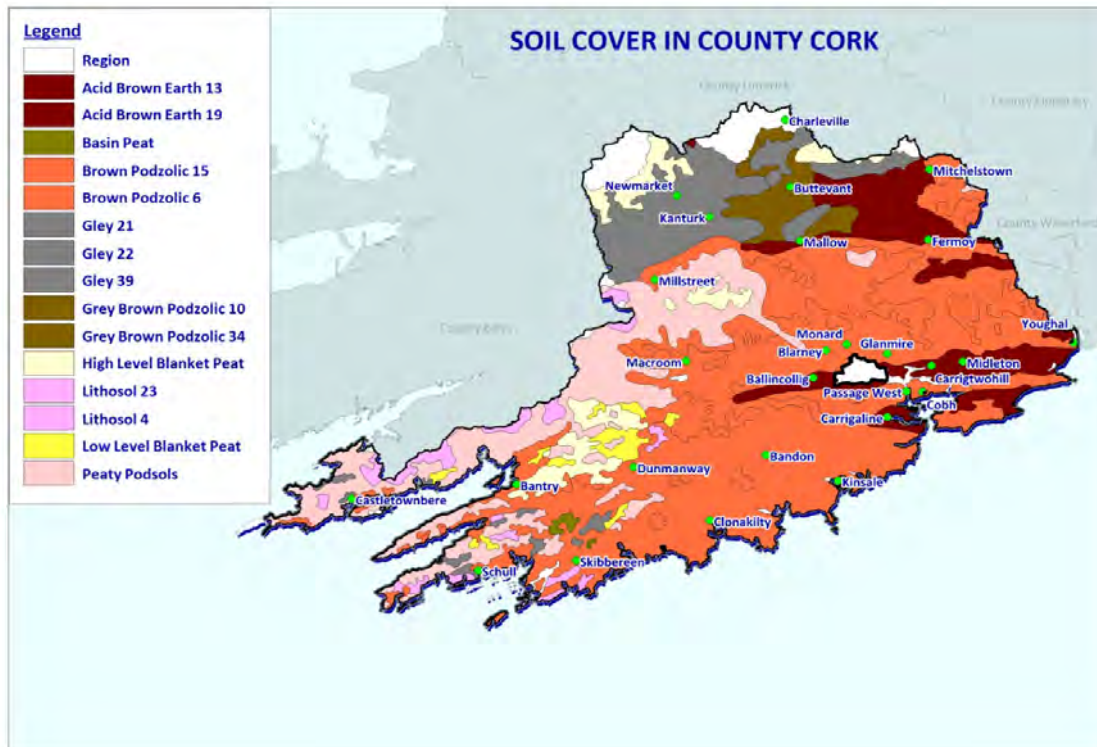 Legend
Region
Acid Brown Earth 13
Acid Brown Earth 19
Basin Peat
Brown Podzolic 15
Brown Podzolic 6
Gley 21
Gley 22
Gley 39
Grey Brown Podzolic 10
Grey Brown Podzolic 34
High Level Blanket Peat
Lithosol 23
Lithosol 4
Low Level Blanket Peat
Peaty Podsols
SOIL COVER IN COUNTY CORK
County Limerick
County Tipperary
Charleville
Mitchelstown
Newmarket
Buttevant
Kanturk
County Waterford
Mallow
Fermoy
Millstreet
County Kerry
Youghal
Monard
Glanmire
Blarney
Macroom
Midleton
Ballincollig
Carrigtwohill
Passage West
Cobh
Carrigaline
Bandon
Dunmanway
Kinsale
Bantry
Castletownbere
Clonakilty
Skibbereen
Schull